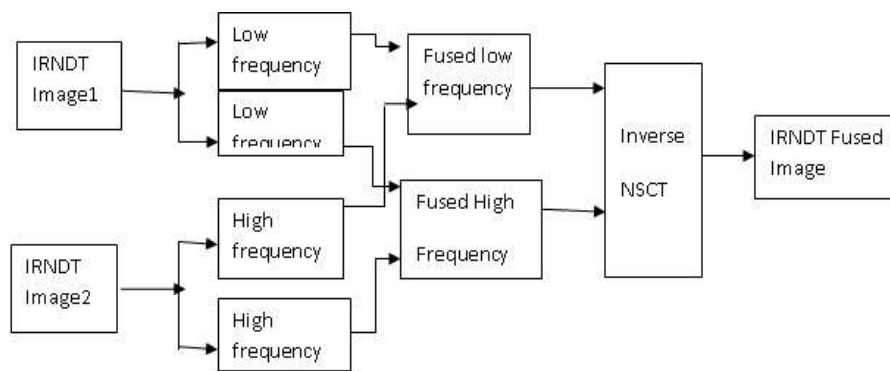 IRNDT
Image1
Low
frequency
Low
frequency
Fused low
frequency
Inverse
NSCT
IRNDT Fused
Image
High
frequency
Fused High
Frequency
IRNDT
Image2
High
frequency